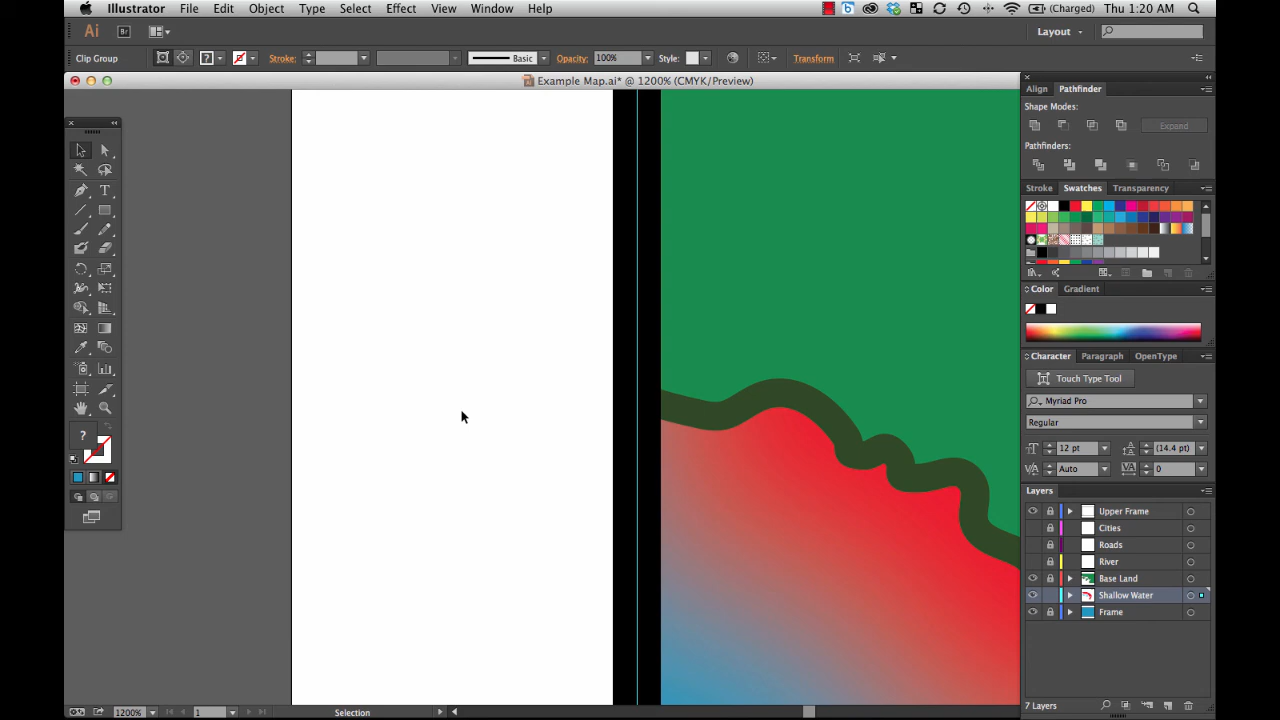 Illustrator File Edit Object Type Select Effect View Window Help (Charged) Thu 1:20 AM
Ai Br Layout
Clip Group ? Stroke: Basic Opacity: 100% Style: Transform
Example Map.ai* @ 1200% (CMYK/Preview)
Align Pathfinder
Shape Modes:
Expand
Pathfinders:
Stroke Swatches Transparency
Color Gradient
Character Paragraph OpenType
Touch Type Tool
Myriad Pro
Regular
12 pt (14.4 pt)
Auto 0
?
Layers
Upper Frame
Cities
Roads
River
Base Land
Shallow Water
Frame
1200% 1 Selection 7 Layers